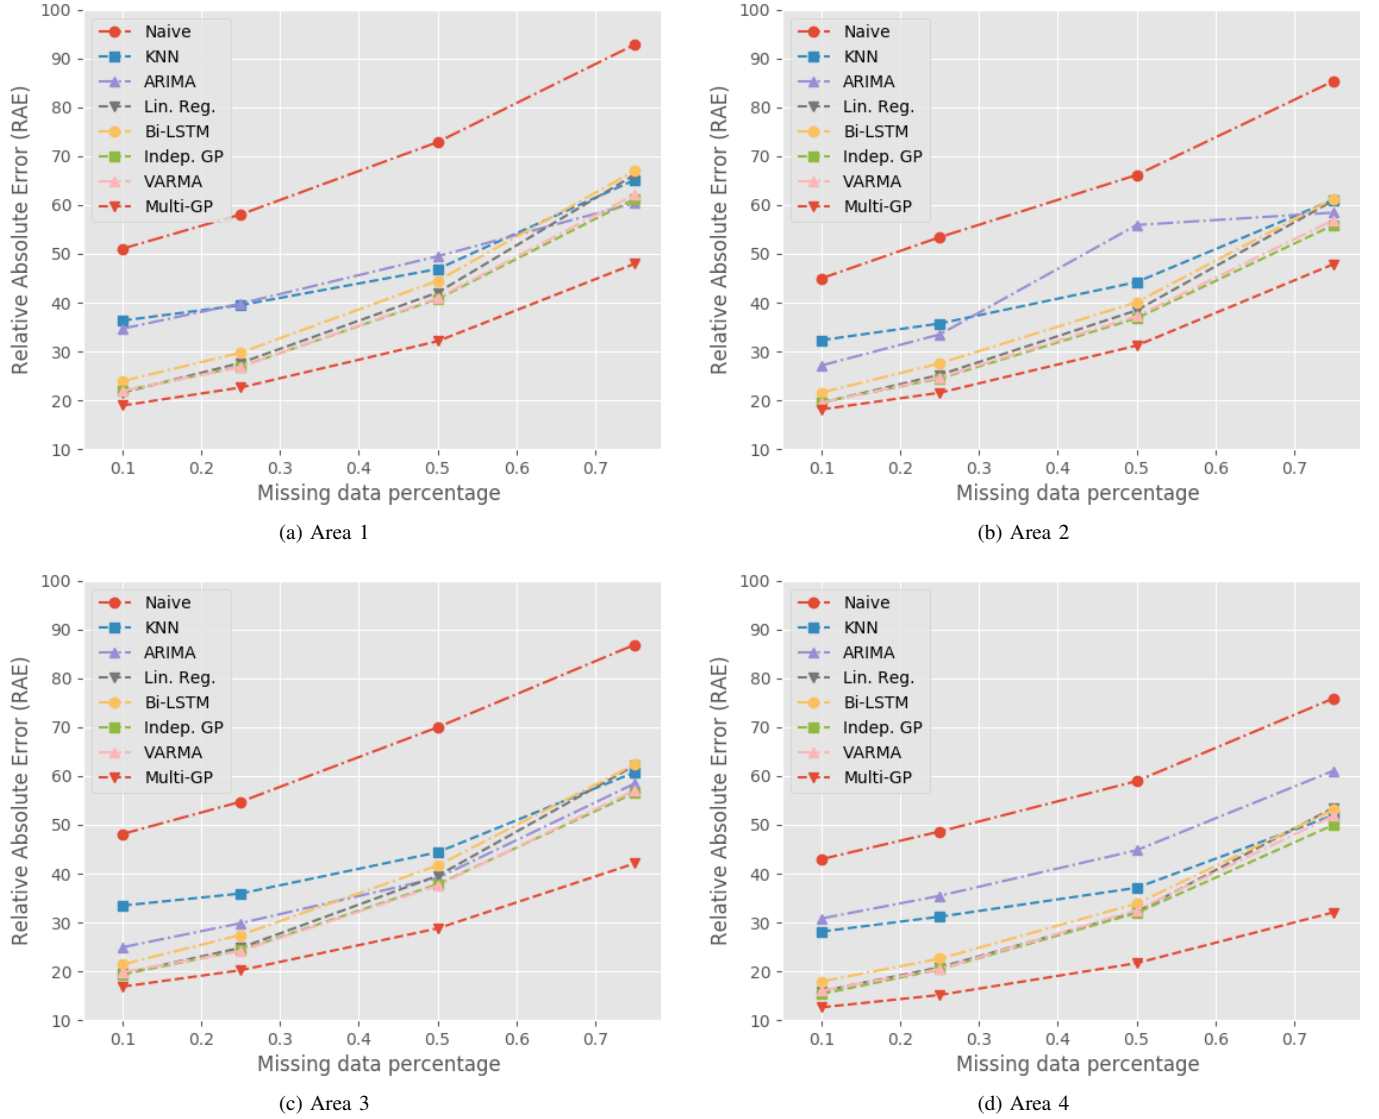 100
90
80
70
60
50
40
30
20
10
Relative Absolute Error (RAE)
Naive
KNN
ARIMA
Lin. Reg.
Bi-LSTM
Indep. GP
VARMA
Multi-GP
0.1 0.2 0.3 0.4 0.5 0.6 0.7
Missing data percentage
(a) Area 1
100
90
80
70
60
50
40
30
20
10
Relative Absolute Error (RAE)
Naive
KNN
ARIMA
Lin. Reg.
Bi-LSTM
Indep. GP
VARMA
Multi-GP
0.1 0.2 0.3 0.4 0.5 0.6 0.7
Missing data percentage
(b) Area 2
100
90
80
70
60
50
40
30
20
10
Relative Absolute Error (RAE)
Naive
KNN
ARIMA
Lin. Reg.
Bi-LSTM
Indep. GP
VARMA
Multi-GP
0.1 0.2 0.3 0.4 0.5 0.6 0.7
Missing data percentage
(c) Area 3
100
90
80
70
60
50
40
30
20
10
Relative Absolute Error (RAE)
Naive
KNN
ARIMA
Lin. Reg.
Bi-LSTM
Indep. GP
VARMA
Multi-GP
0.1 0.2 0.3 0.4 0.5 0.6 0.7
Missing data percentage
(d) Area 4